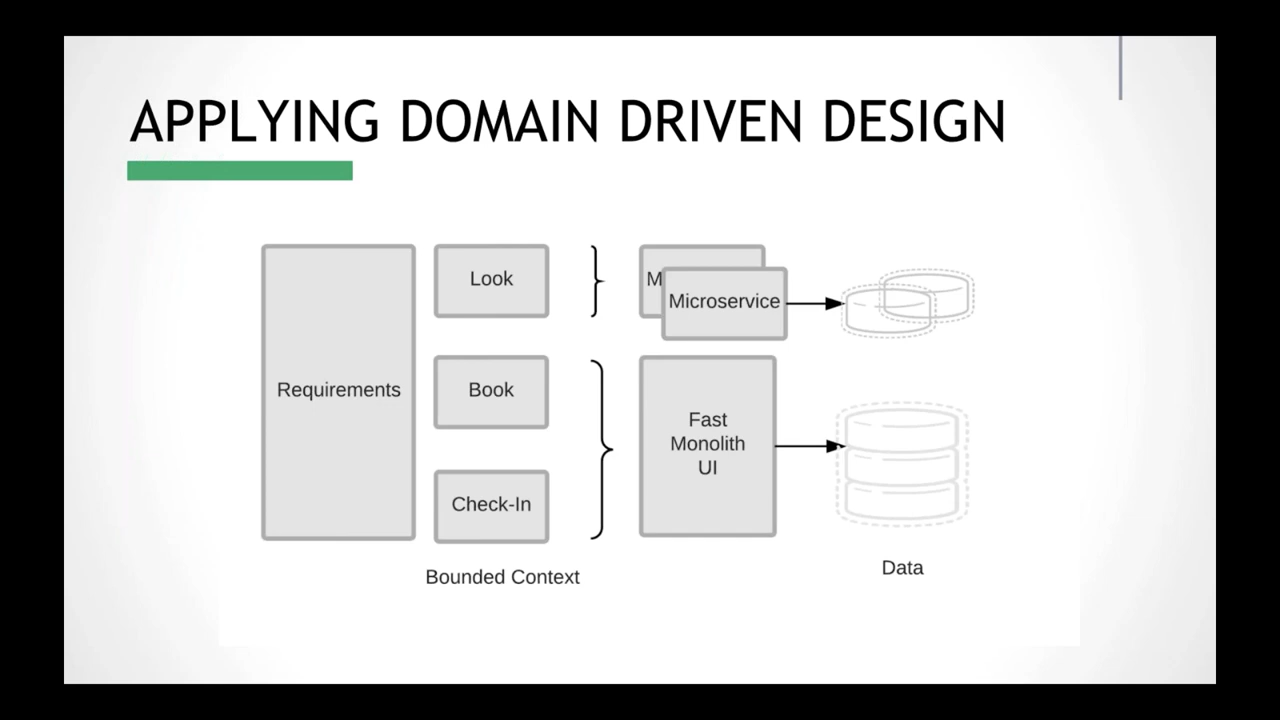 APPLYING DOMAIN DRIVEN DESIGN
Requirements
Look
Book
Check-In
Bounded Context
M
Microservice
Fast
Monolith
UI
Data